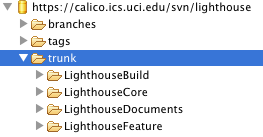 https://calico.ics.uci.edu/svn/lighthouse
branches
tags
trunk
LighthouseBuild
LighthouseCore
LighthouseDocuments
LighthouseFeature